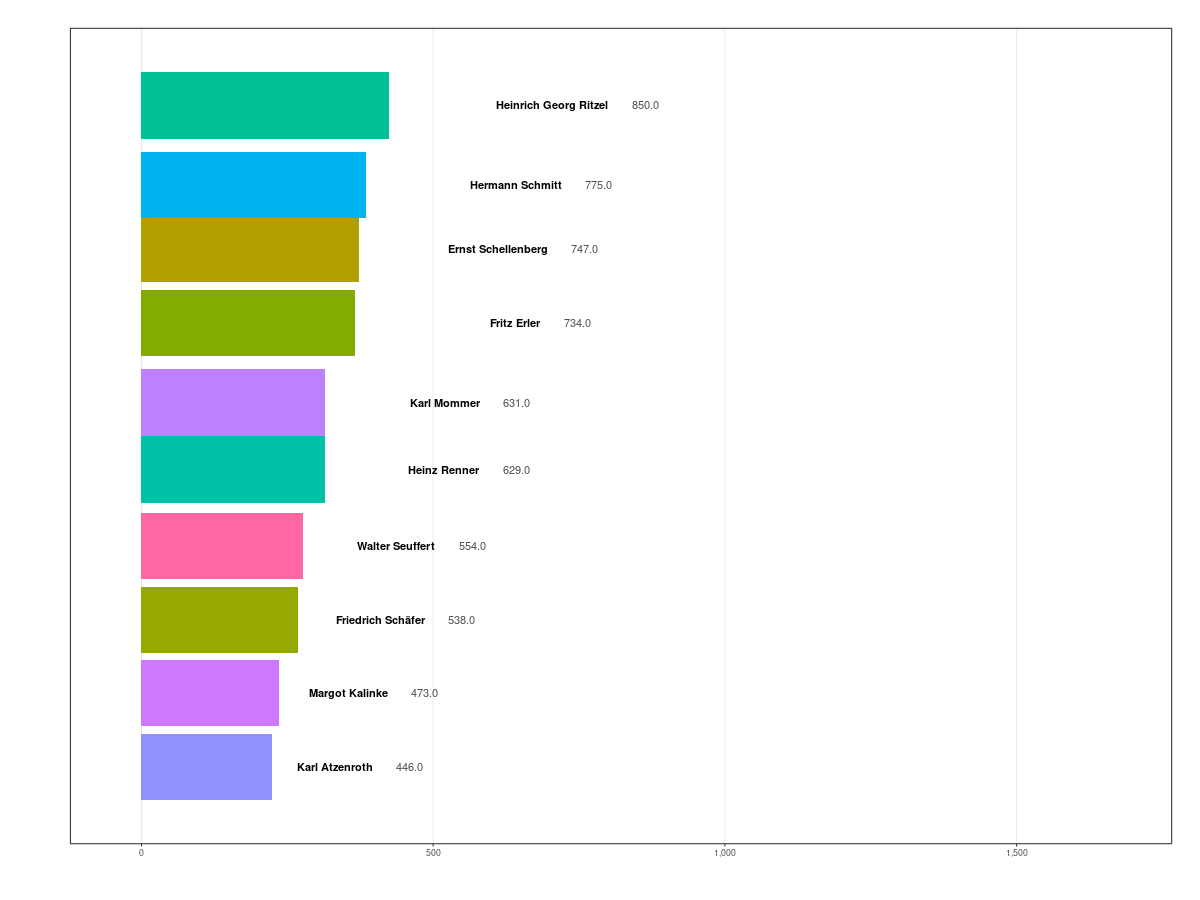 Heinrich Georg Ritzel 850.0
Hermann Schmitt 775.0
Ernst Schellenberg 747.0
Fritz Erler 734.0
Karl Mommer 631.0
Heinz Renner 629.0
Walter Seuffert 554.0
Friedrich Schäfer 538.0
Margot Kalinke 473.0
Karl Atzenroth 446.0
0 500 1,000 1,500